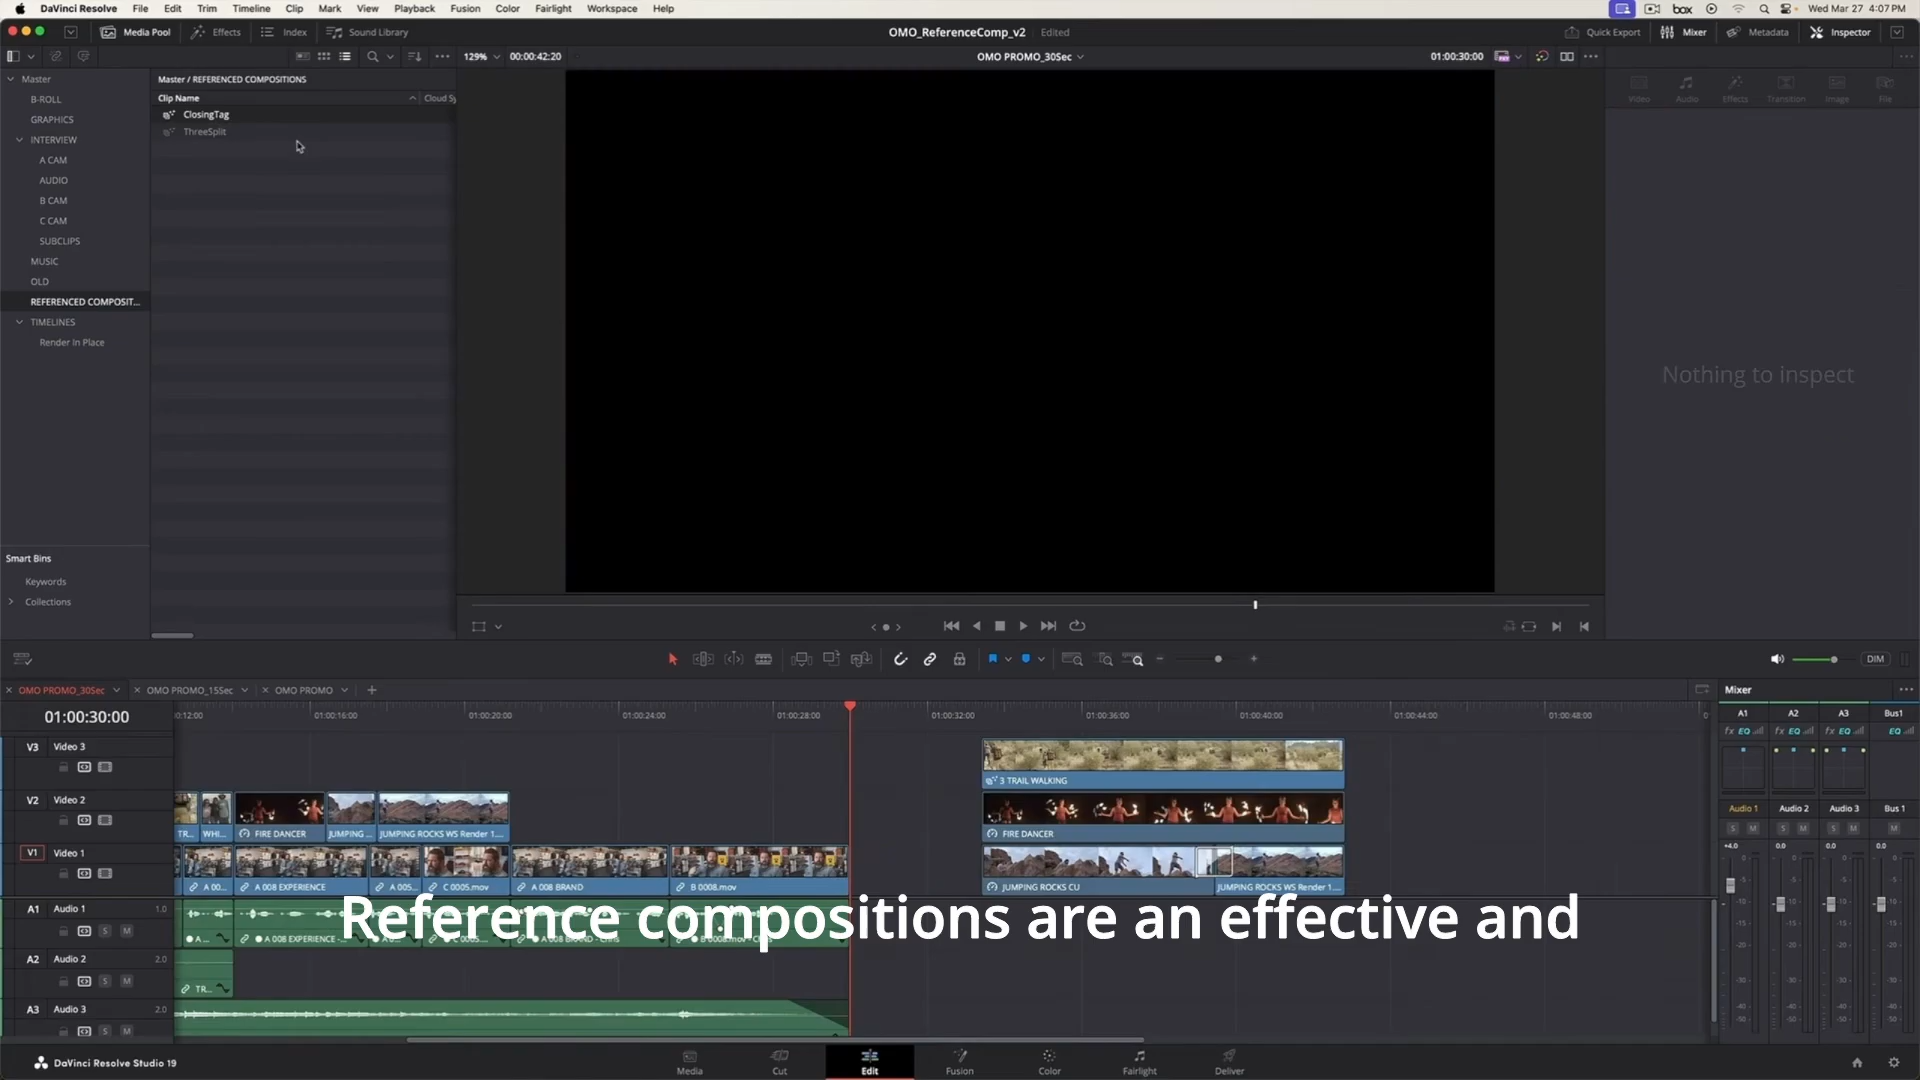 DaVinci Resolve File Edit Trim Timeline Clip Mark View Playback Fusion Color Fairlight Workspace Help box Wed Mar 27 4:07 PM
Media Pool Effects Index Sound Library OMO_ReferenceComp_v2 Edited Quick Export Mixer Metadata Inspector
129% 00:00:42:20 OMO PROMO_30Sec 01:00:30:00
Master Master / REFERENCED COMPOSITIONS
Video Audio Effects Transition Image File
B-ROLL Clip Name Cloud Sy
GRAPHICS ClosingTag
INTERVIEW ThreeSplit
A CAM
AUDIO
B CAM
C CAM
SUBCLIPS
MUSIC
OLD
REFERENCED COMPOSIT...
TIMELINES
Render In Place
Nothing to inspect
Smart Bins
Keywords
Collections
DIM
OMO PROMO_30Sec OMO PROMO_15Sec OMO PROMO Mixer
01:00:30:00 0:12:00 01:00:16:00 01:00:20:00 01:00:24:00 01:00:28:00 01:00:32:00 01:00:36:00 01:00:40:00 01:00:44:00 01:00:48:00 A1 A2 A3 Bus1
fx EQ fx EQ fx EQ EQ
V3 Video 3
3 TRAIL WALKING
V2 Video 2 Audio 1 Audio 2 Audio 3 Bus 1
TR... WHI... FIRE DANCER JUMPING ... JUMPING ROCKS WS Render 1.... FIRE DANCER S M S M S M M
V1 Video 1 +4.0 0.0 0.0 0.0
A 00... A 008 EXPERIENCE A 005... C 0005.mov A 008 BRAND B 0008.mov JUMPING ROCKS CU JUMPING ROCKS WS Render 1....
A1 Audio 1 1.0
Reference compositions are an effective and
S M A ... A 008 EXPERIENCE -...
A2 Audio 2 2.0
S M TR...
A3 Audio 3 2.0
S M
DaVinci Resolve Studio 19 Media Cut Edit Fusion Color Fairlight Deliver